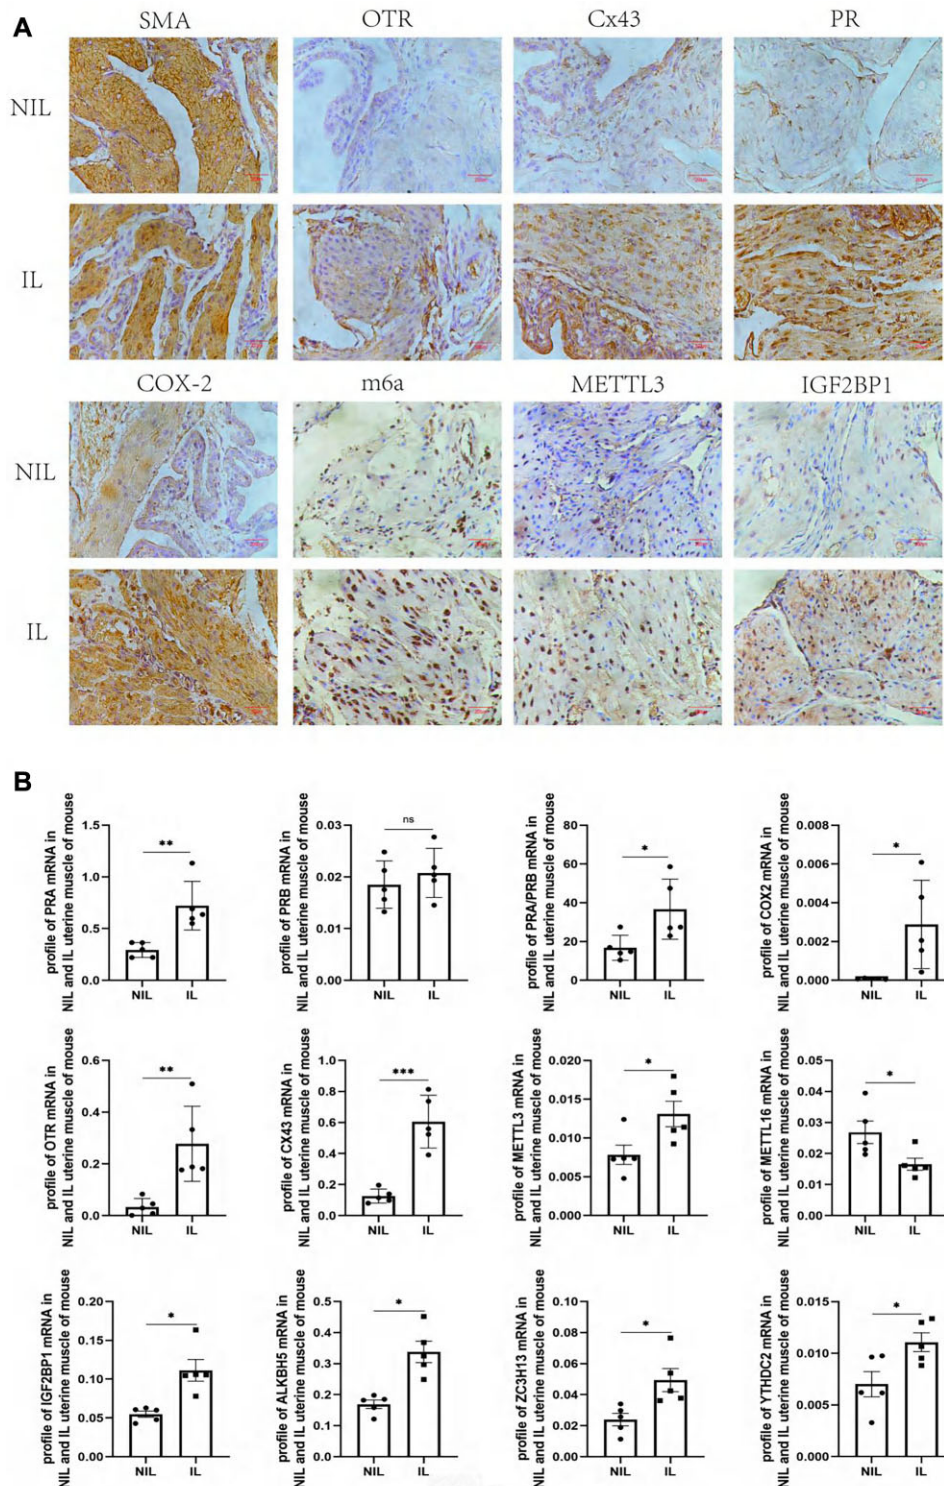 A
SMA OTR Cx43 PR
NIL
IL
COX-2 m6a METTL3 IGF2BP1
NIL
IL
B
profile of PRA mRNA in
NIL and IL uterine muscle of mouse
1.5
1.0
0.5
0.0
**
NIL IL
profile of PRB mRNA in
NIL and IL uterine muscle of mouse
0.03
0.02
0.01
0.00
ns
NIL IL
profile of PRA/PRB mRNA in
NIL and IL uterine muscle of mouse
80
60
40
20
0
*
NIL IL
profile of COX2 mRNA in
NIL and IL uterine muscle of mouse
0.008
0.006
0.004
0.002
0.000
*
NIL IL
profile of OTR mRNA in
NIL and IL uterine muscle of mouse
0.6
0.4
0.2
0.0
**
NIL IL
profile of CX43 mRNA in
NIL and IL uterine muscle of mouse
1.0
0.8
0.6
0.4
0.2
0.0
***
NIL IL
profile of METTL3 mRNA in
NIL and IL uterine muscle of mouse
0.020
0.015
0.010
0.005
0.000
*
NIL IL
profile of METTL16 mRNA in
NIL and IL uterine muscle of mouse
0.05
0.04
0.03
0.02
0.01
0.00
*
NIL IL
profile of IGF2BP1 mRNA in
NIL and IL uterine muscle of mouse
0.20
0.15
0.10
0.05
0.00
*
NIL IL
profile of ALKBH5 mRNA in
NIL and IL uterine muscle of mouse
0.5
0.4
0.3
0.2
0.1
0.0
*
NIL IL
profile of ZC3H13 mRNA in
NIL and IL uterine muscle of mouse
0.10
0.08
0.06
0.04
0.02
0.00
*
NIL IL
profile of YTHDC2 mRNA in
NIL and IL uterine muscle of mouse
0.015
0.010
0.005
0.000
*
NIL IL